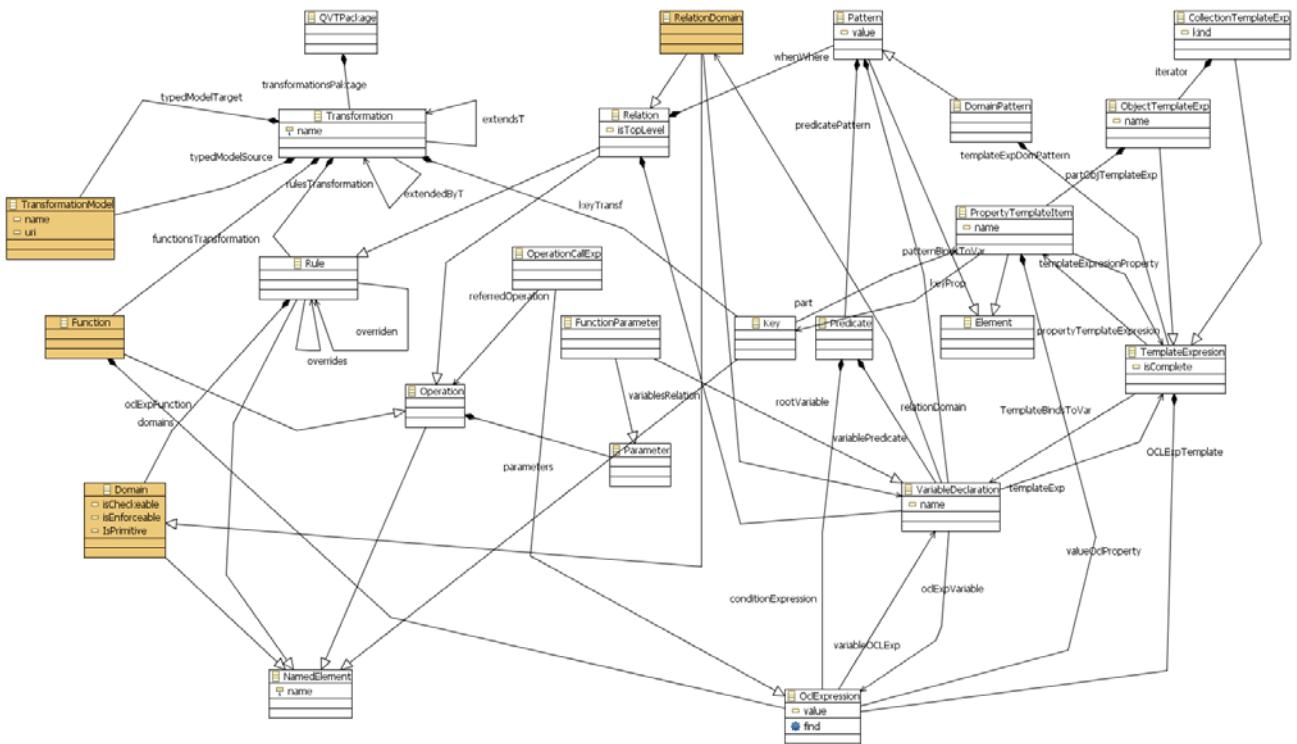 QVTPackage
RelationDomain
Pattern
value
CollectionTemplateExp
kind
whenWhere
iterator
transformationsPackage
typedModelTarget
Transformation
name
extendsT
Relation
isTopLevel
DomainPattern
ObjectTemplateExp
name
predicatePattern
typedModelSource
templateExpDomPattern
partObjTemplateExp
rulesTransformation
extendedByT
TransformationModel
name
uri
keyTransf
PropertyTemplateItem
name
functionsTransformation
patternBindsToVar
OperationCallExp
Rule
templateExpresionProperty
keyProp
referredOperation
part
Function
FunctionParameter
Key
Predicate
Element
overriden
propertyTemplateExpresion
overrides
TemplateExpresion
isComplete
Operation
variablesRelation
rootVariable
oclExpFunction
relationDomain
TemplateBindsToVar
domains
variablePredicate
Parameter
OCLExpTemplate
parameters
Domain
isCheckeable
isEnforceable
IsPrimitive
VariableDeclaration
name
templateExp
valueOclProperty
oclExpVariable
conditionExpression
variableOCLExp
NamedElement
name
OclExpression
value
find